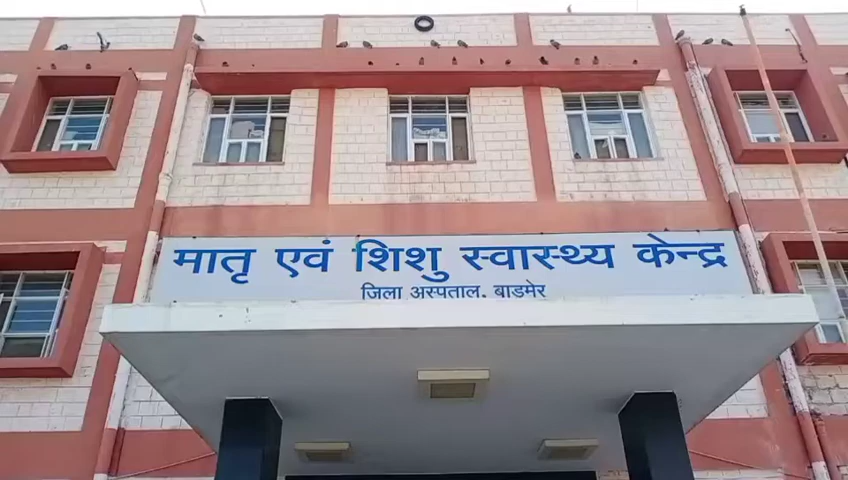 मातृ एवं शिशु स्वास्थ्य केन्द्र
जिला अस्पताल. बाडमेर